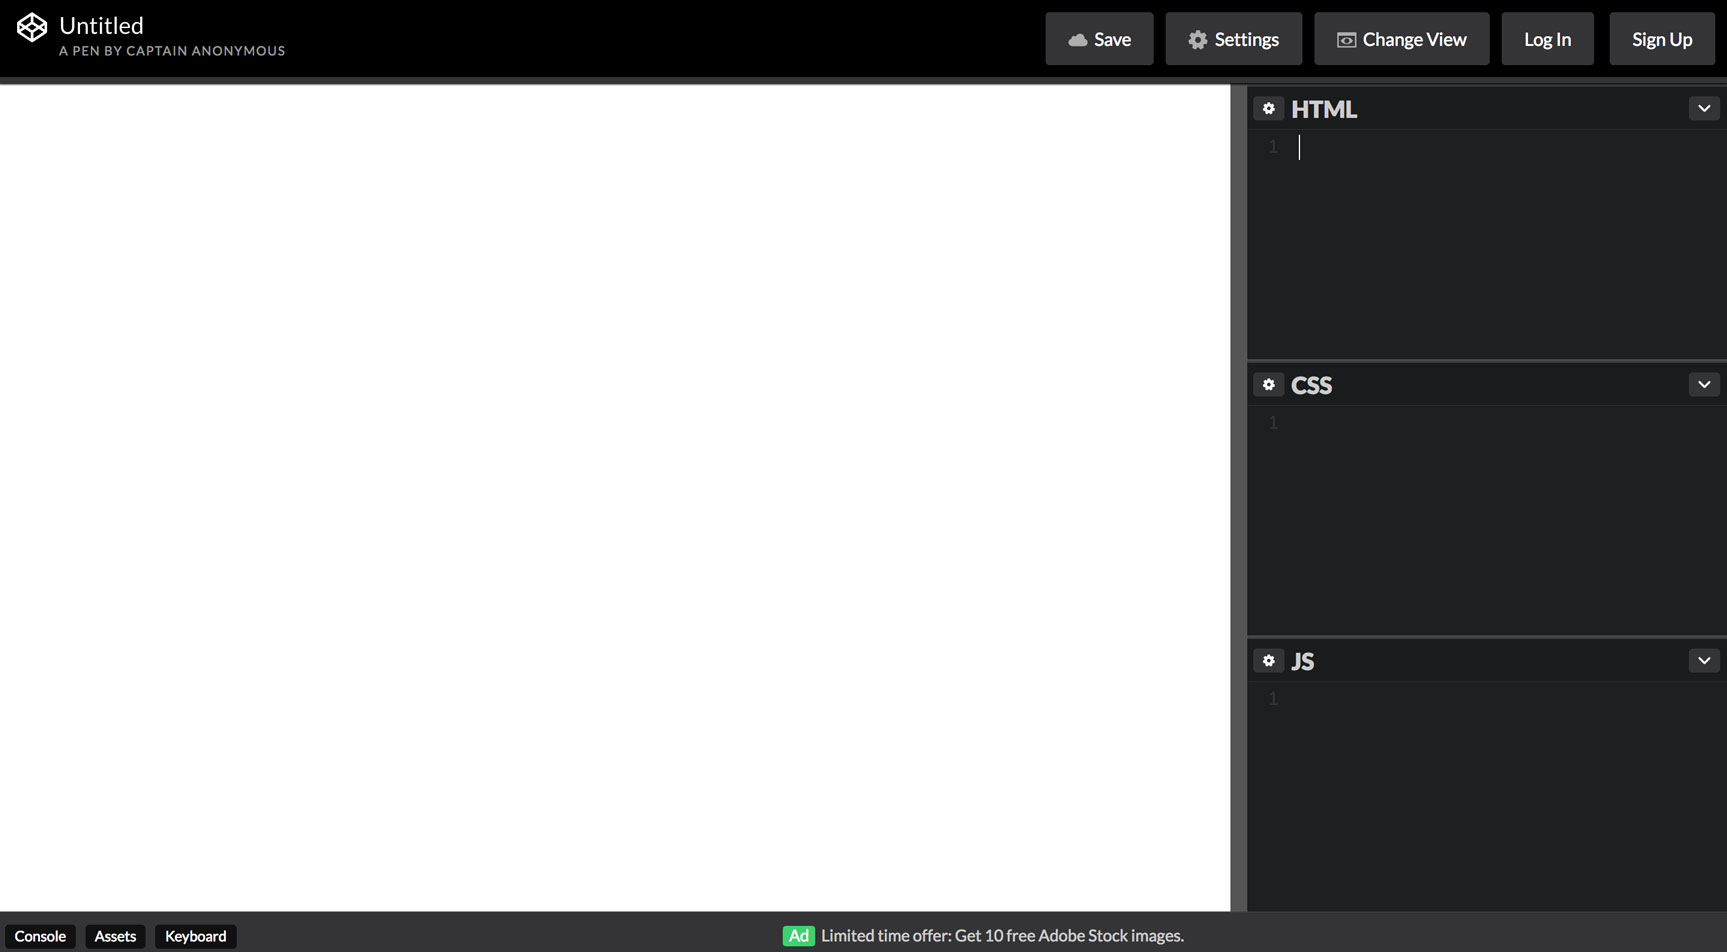 Untitled
A PEN BY CAPTAIN ANONYMOUS
Save
Settings
Change View
Log In
Sign Up
HTML
1
CSS
1
JS
1
Console
Assets
Keyboard
Ad Limited time offer: Get 10 free Adobe Stock images.